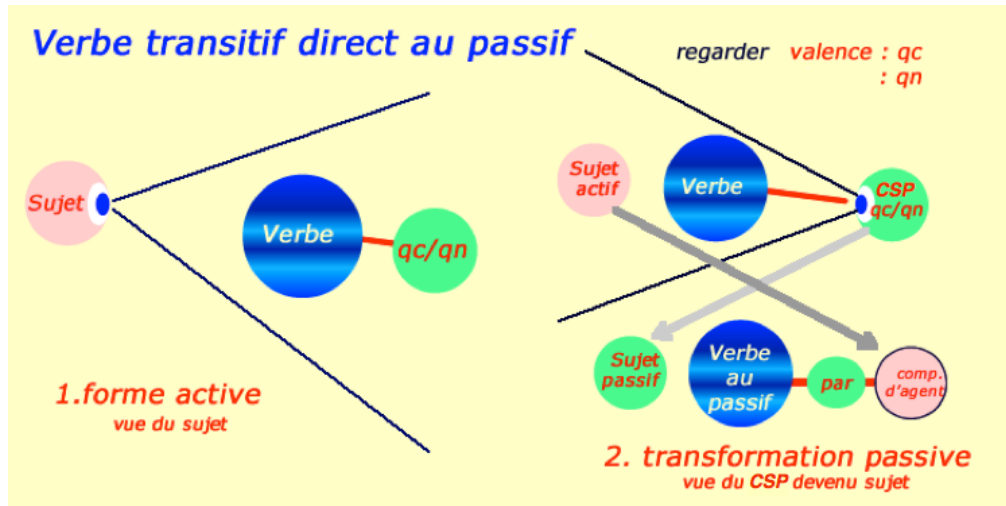 Verbe transitif direct au passif
regarder valence : qc
: qn
Sujet
Verbe
qc/qn
1.forme active
vue du sujet
Sujet
actif
Verbe
CSP
qc/qn
Sujet
passif
Verbe
au
passif
par
comp.
d'agent
2. transformation passive
vue du CSP devenu sujet